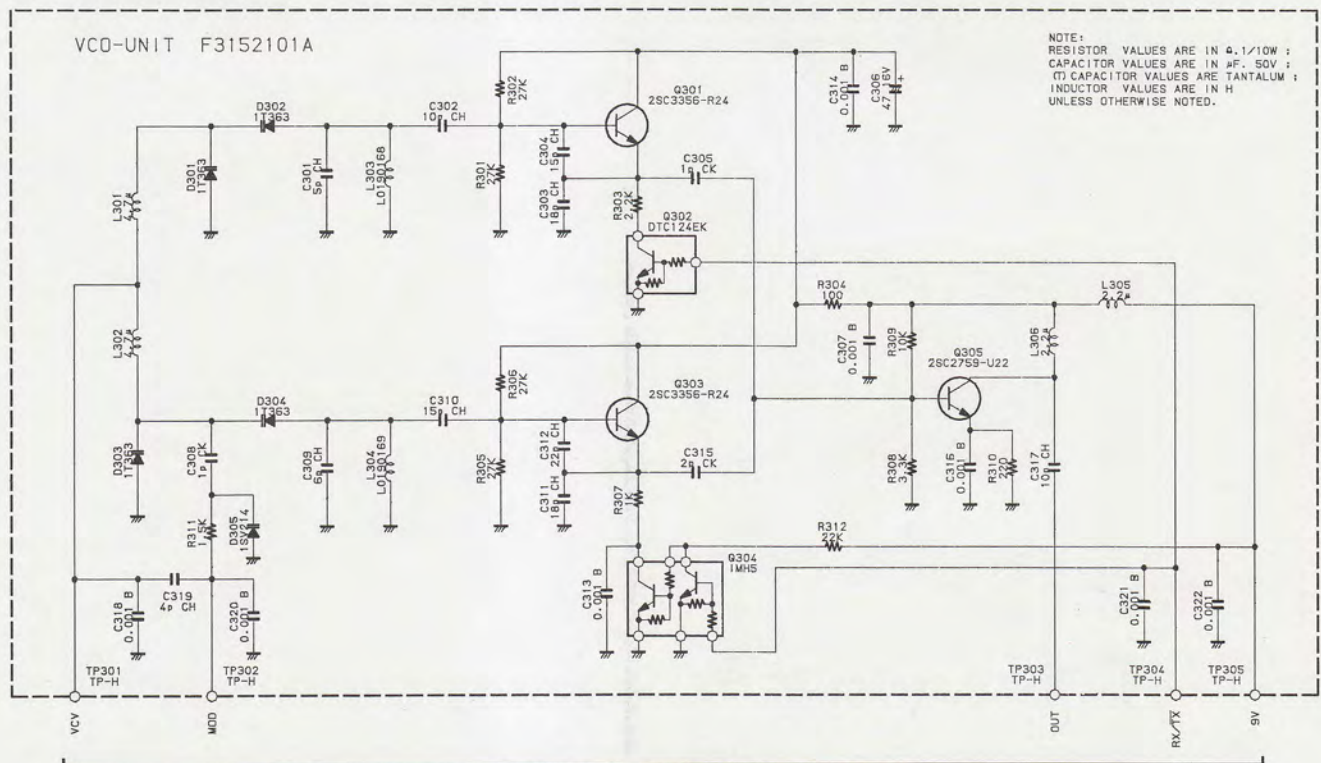 VCO-UNIT F3152101A
NOTE:
RESISTOR VALUES ARE IN Ω.1/10W ;
CAPACITOR VALUES ARE IN µF. 50V ;
(T) CAPACITOR VALUES ARE TANTALUM ;
INDUCTOR VALUES ARE IN H
UNLESS OTHERWISE NOTED.
R302
27K
Q301
2SC3356-R24
C314
0.001 B
C306
47 16V
+
D302
1T363
C302
10p CH
D301
1T363
C301
5p CH
L303
L0190168
R301
27K
C304
15p CH
C303
18p CH
C305
1p CK
R303
2.2K
L301
4.7µ
Q302
DTC124EK
R304
100
L305
2.2µ
L302
4.7µ
C307
0.001 B
R309
10K
L306
2.2µ
R306
27K
Q303
2SC3356-R24
Q305
2SC2759-U22
D304
1T363
C310
15p CH
D303
1T363
C308
1p CK
C309
6p CH
L304
L0190169
R305
27K
C312
22p CH
C311
18p CH
C315
2p CK
R307
1K
R308
3.3K
C316
0.001 B
R310
220
C317
10p CH
R311
1.5K
D305
1SV214
R312
22K
Q304
IMH5
C313
0.001 B
C318
0.001 B
C319
4p CH
C320
0.001 B
C321
0.001 B
C322
0.001 B
TP301
TP-H
TP302
TP-H
TP303
TP-H
TP304
TP-H
TP305
TP-H
VCV
MOD
OUT
RX/TX
9V